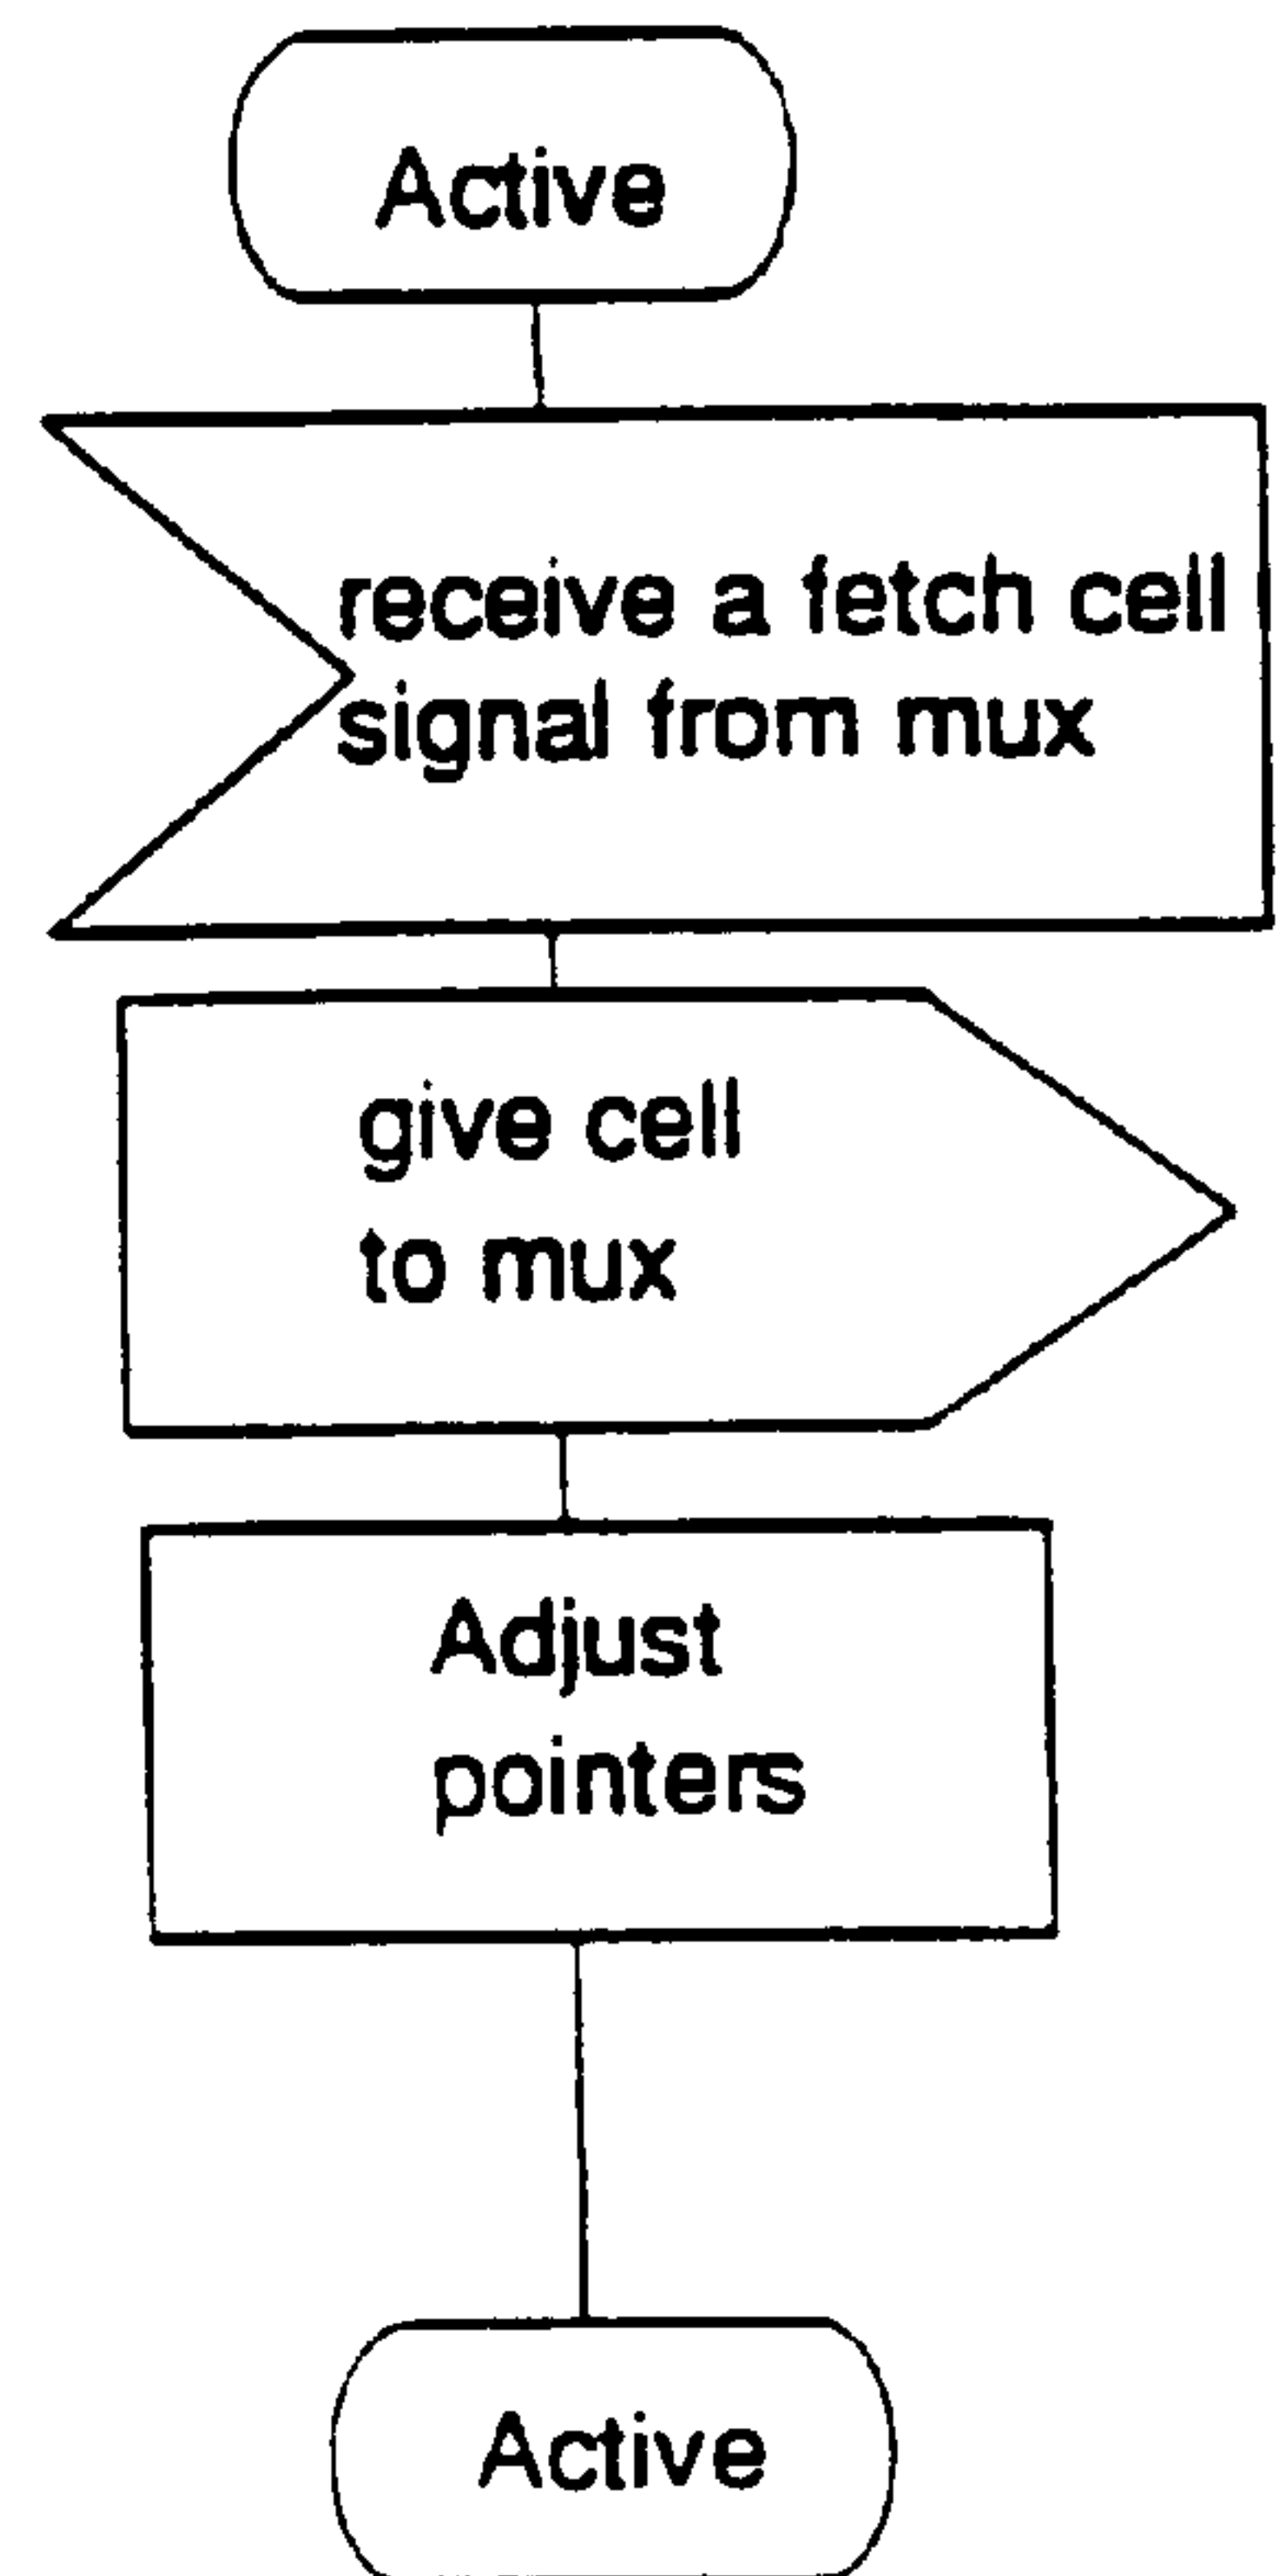 Active
receive a fetch cell
signal from mux
give cell
to mux
Adjust
pointers
Active